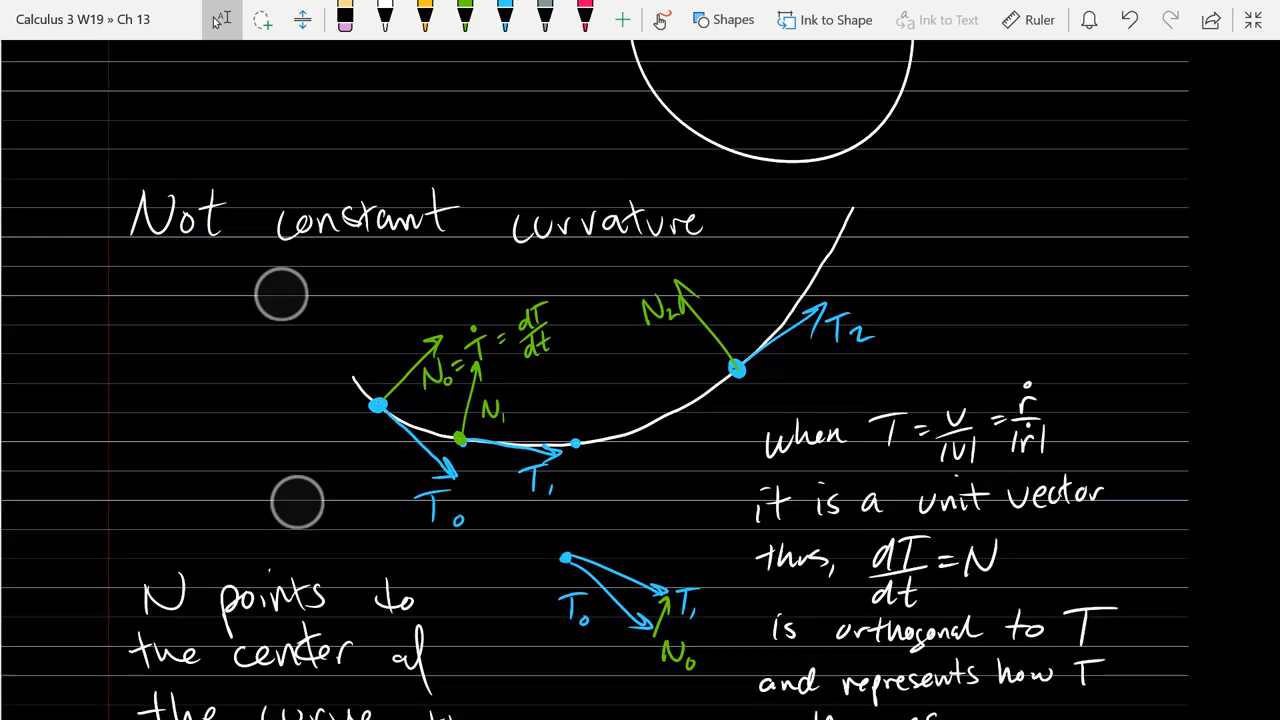 Calculus 3 W19 » Ch 13
Shapes
Ink to Shape
Ink to Text
Ruler
Not constant curvature
N₀ = Ṫ = dT/dt
N₁
N₂
T₂
T₀
T₁
when T = v/|v| = ṙ/|ṙ|
it is a unit vector
thus, dT/dt = N
is orthogonal to T
and represents how T
N points to
the center of
the curve
T₀
T₁
N₀